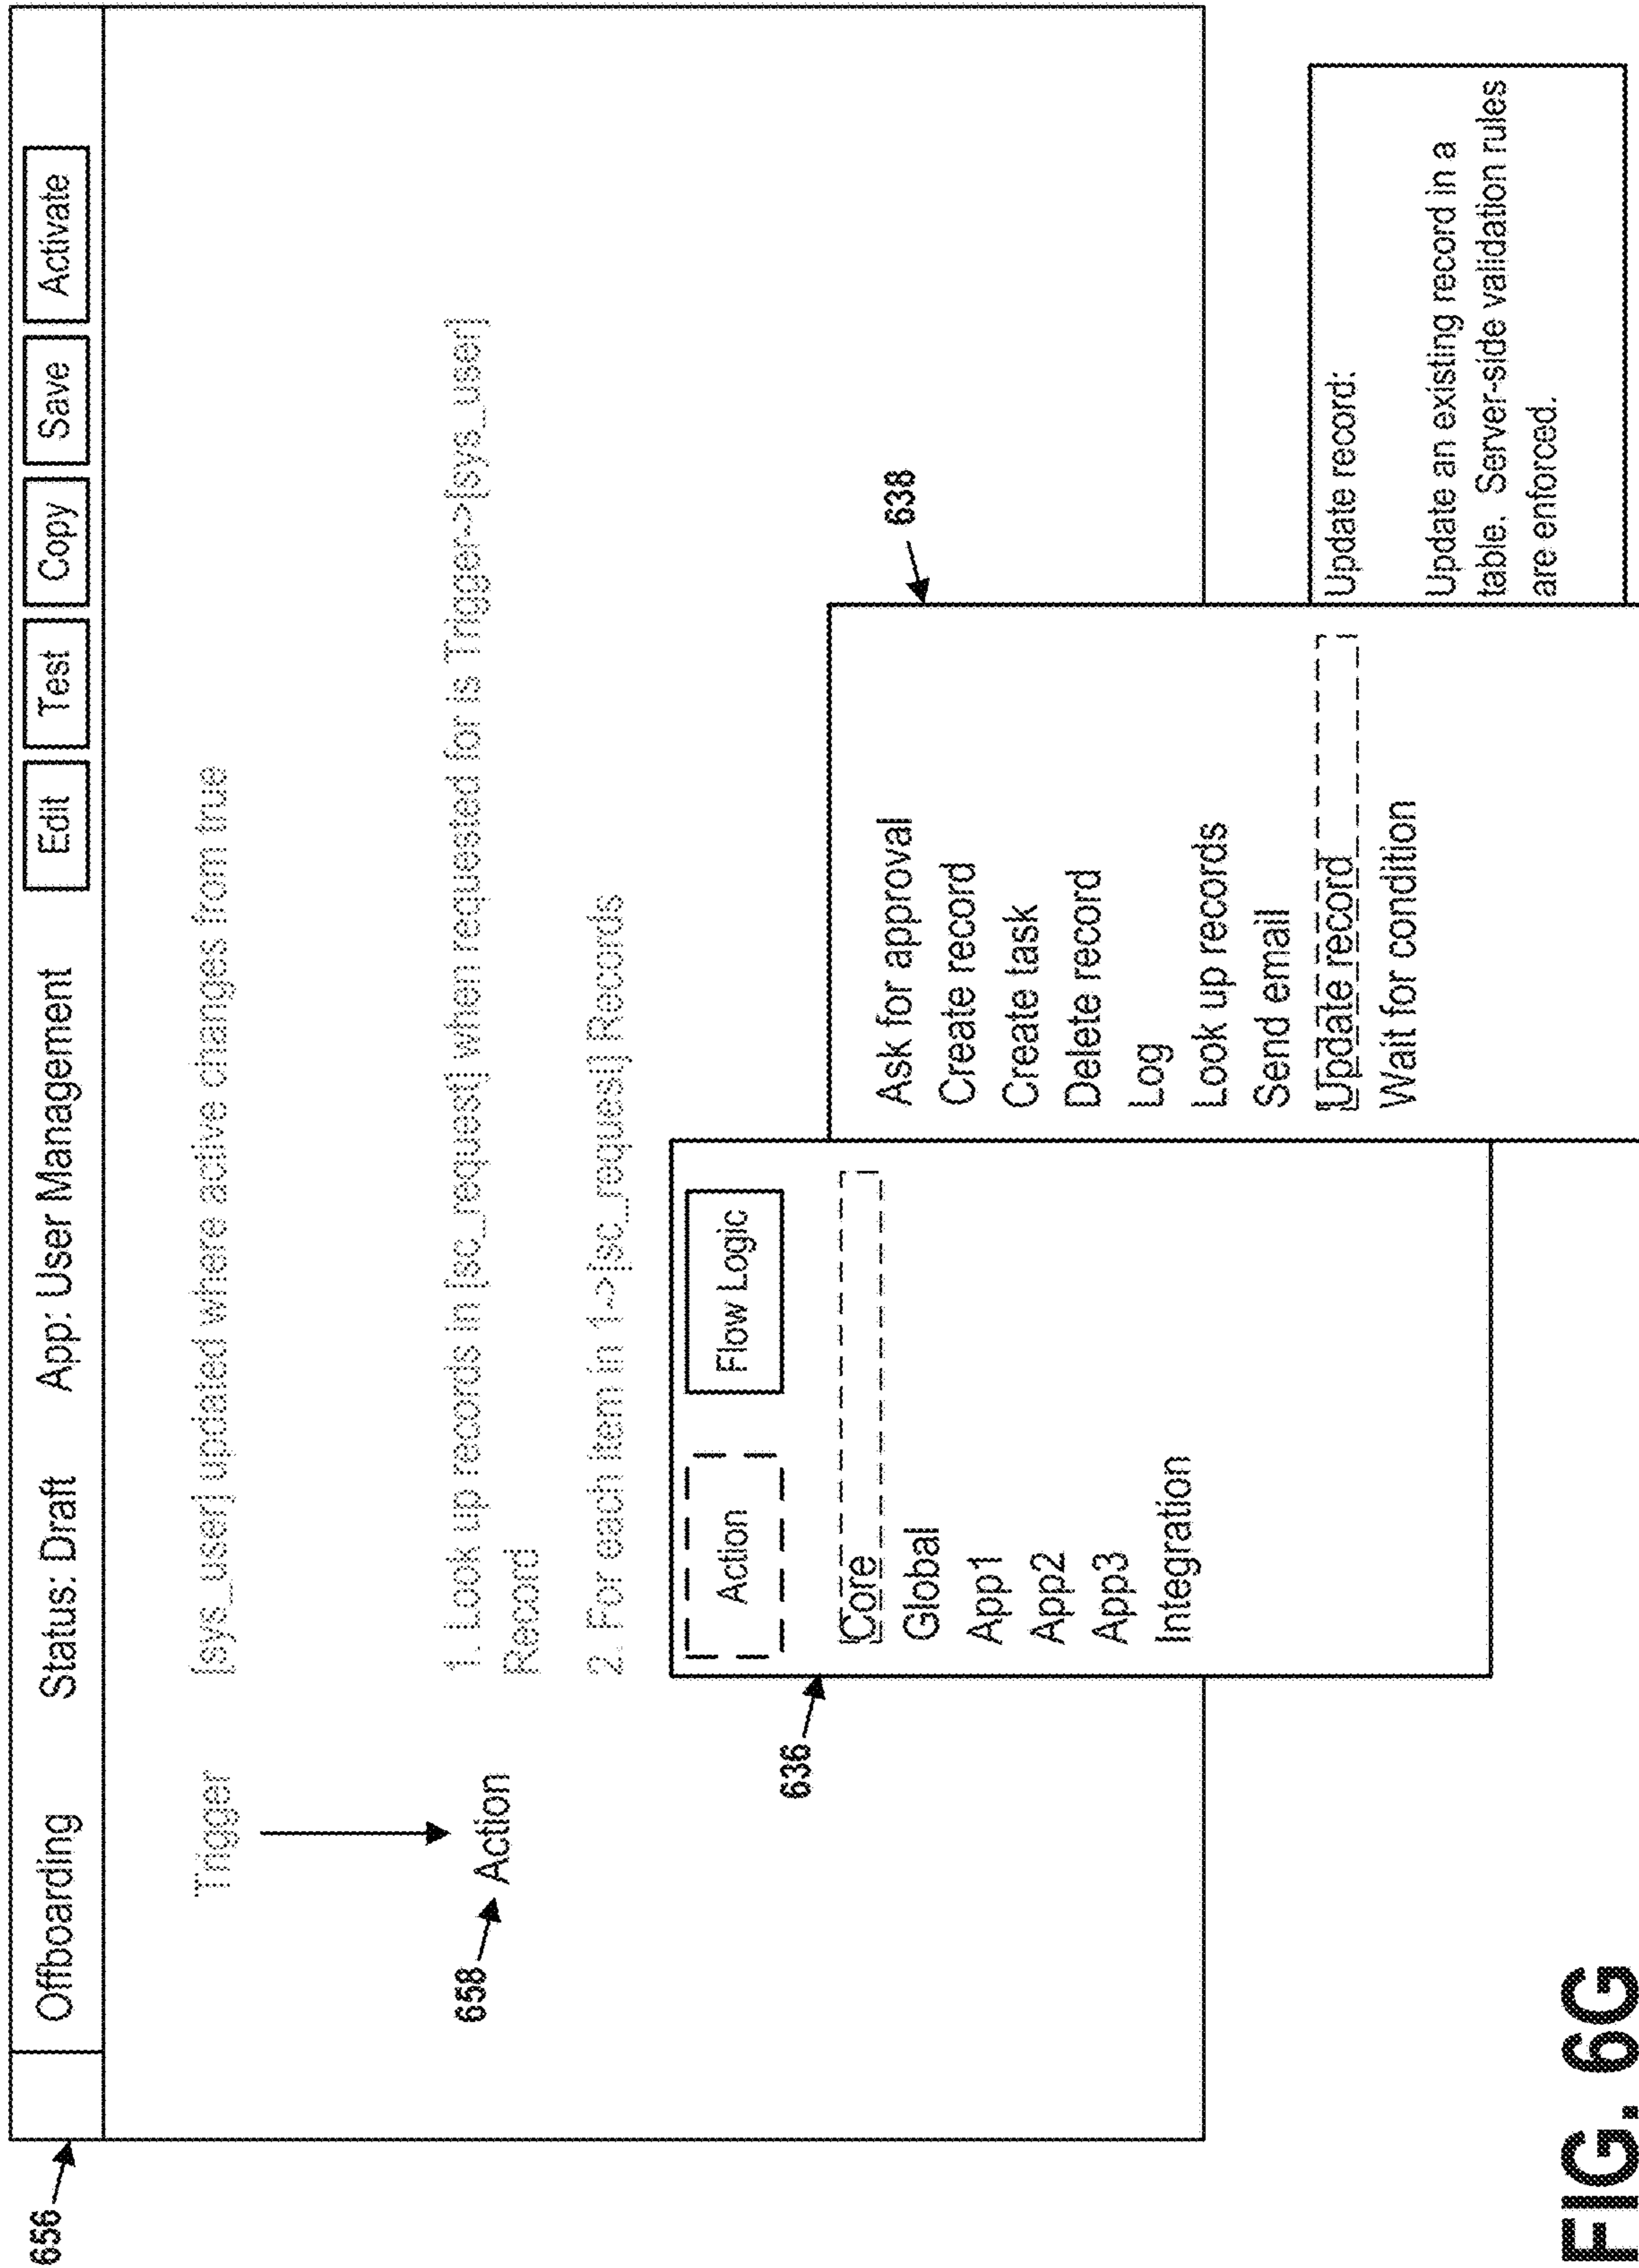 656
Offboarding Status: Draft App: User Management Edit Test Copy Save Activate
Trigger [sys_user] updated where active changes from true
658 Action
1. Look up records in [sc_request] when requested for is Trigger->[sys_user]
Record
2. For each item in 1->[sc_request] Records
636
Action Flow Logic
Core
Global
App1
App2
App3
Integration
638
Ask for approval
Create record
Create task
Delete record
Log
Look up records
Send email
Update record
Wait for condition
Update record:
Update an existing record in a
table. Server-side validation rules
are enforced.
FIG. 6G